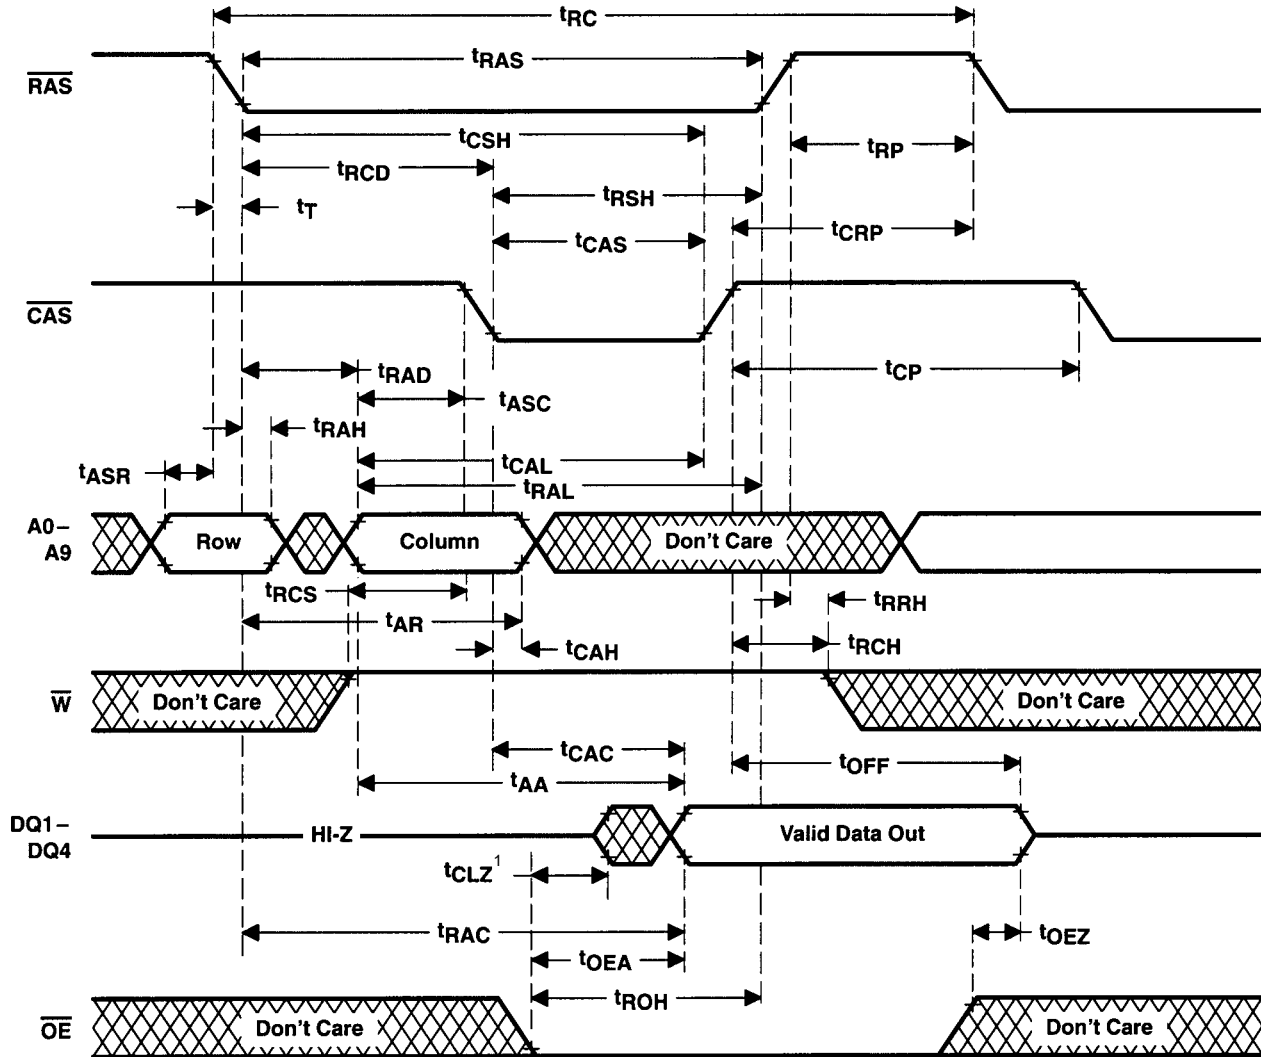 tRC
tRAS
RAS
tCSH
tRP
tRCD
tRSH
tT
tCRP
tCAS
CAS
tRAD
tCP
tASC
tRAH
tCAL
tASR
tRAL
A0–
A9
Row
Column
Don't Care
tRCS
tRRH
tAR
tRCH
tCAH
W
Don't Care
Don't Care
tCAC
tOFF
tAA
DQ1–
DQ4
HI-Z
Valid Data Out
tCLZ1
tRAC
tOEZ
tOEA
tROH
OE
Don't Care
Don't Care